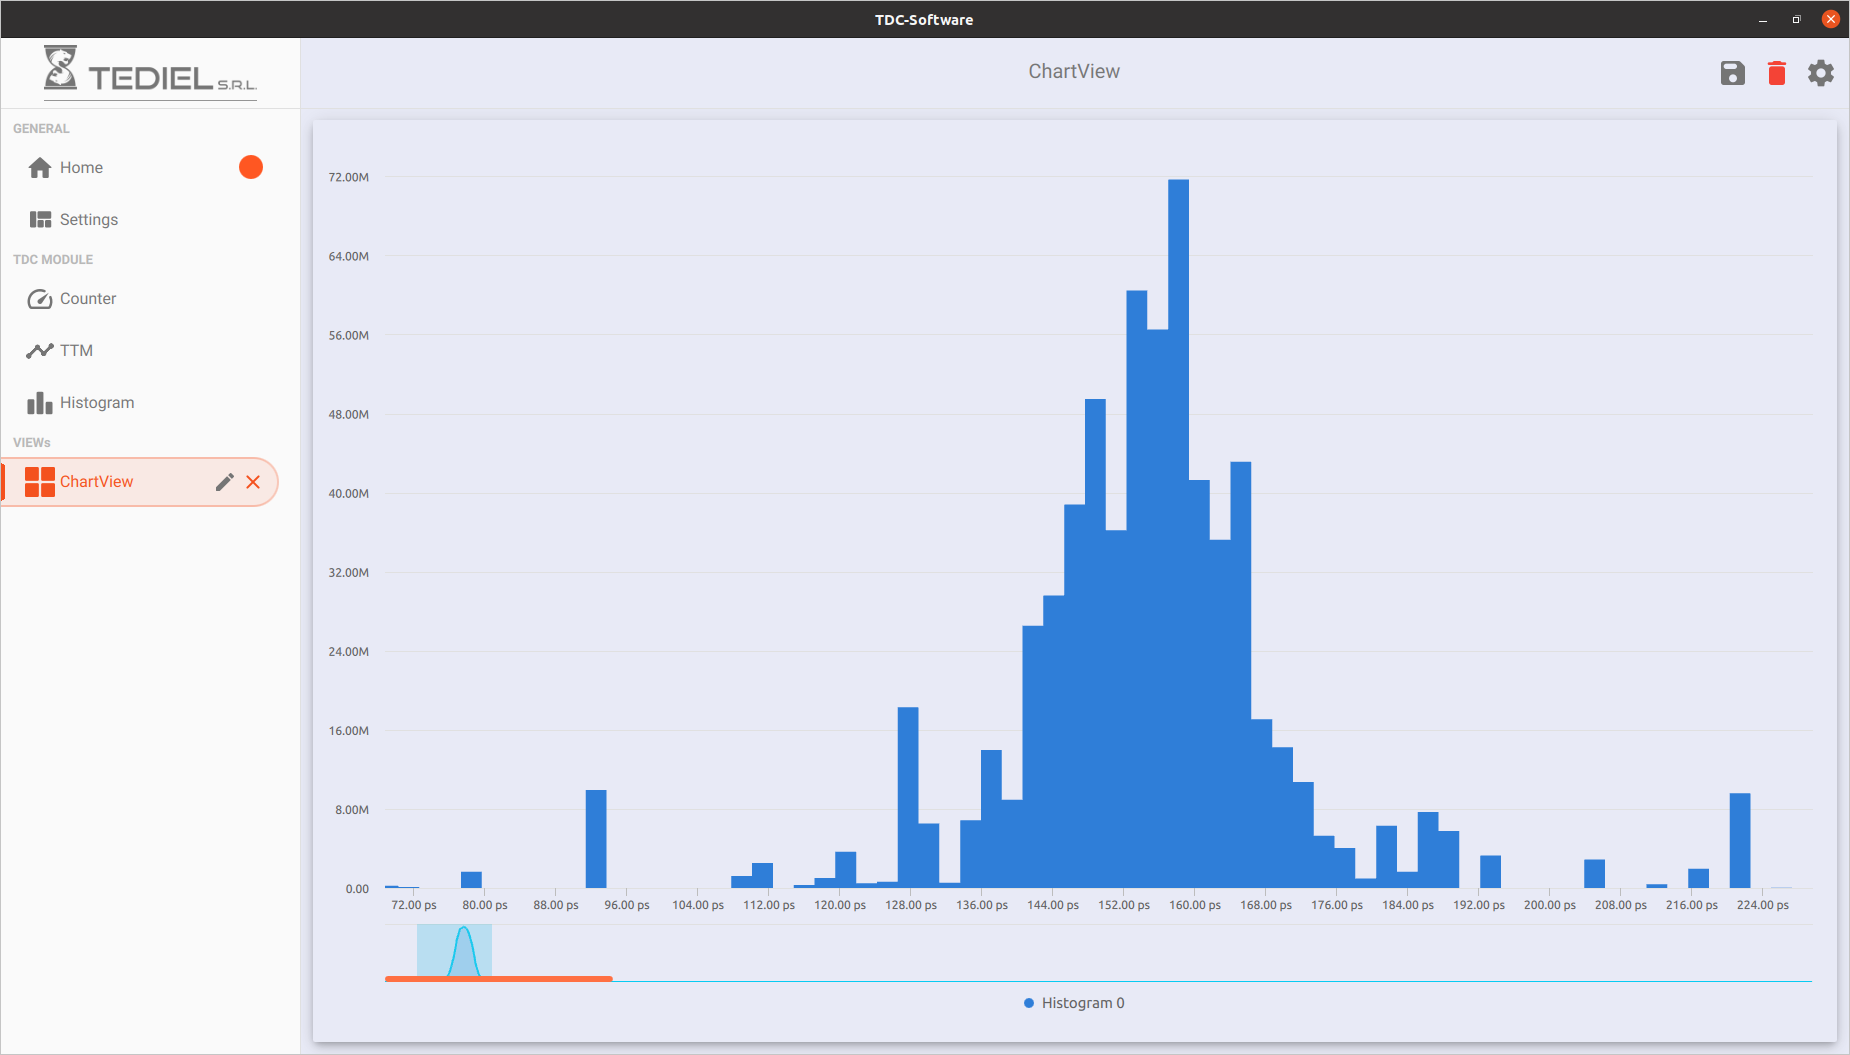 TDC-Software
TEDIEL S.R.L.
ChartView
GENERAL
Home
Settings
TDC MODULE
Counter
TTM
Histogram
VIEWs
ChartView
72.00M
64.00M
56.00M
48.00M
40.00M
32.00M
24.00M
16.00M
8.00M
0.00
72.00 ps 80.00 ps 88.00 ps 96.00 ps 104.00 ps 112.00 ps 120.00 ps 128.00 ps 136.00 ps 144.00 ps 152.00 ps 160.00 ps 168.00 ps 176.00 ps 184.00 ps 192.00 ps 200.00 ps 208.00 ps 216.00 ps 224.00 ps
Histogram 0